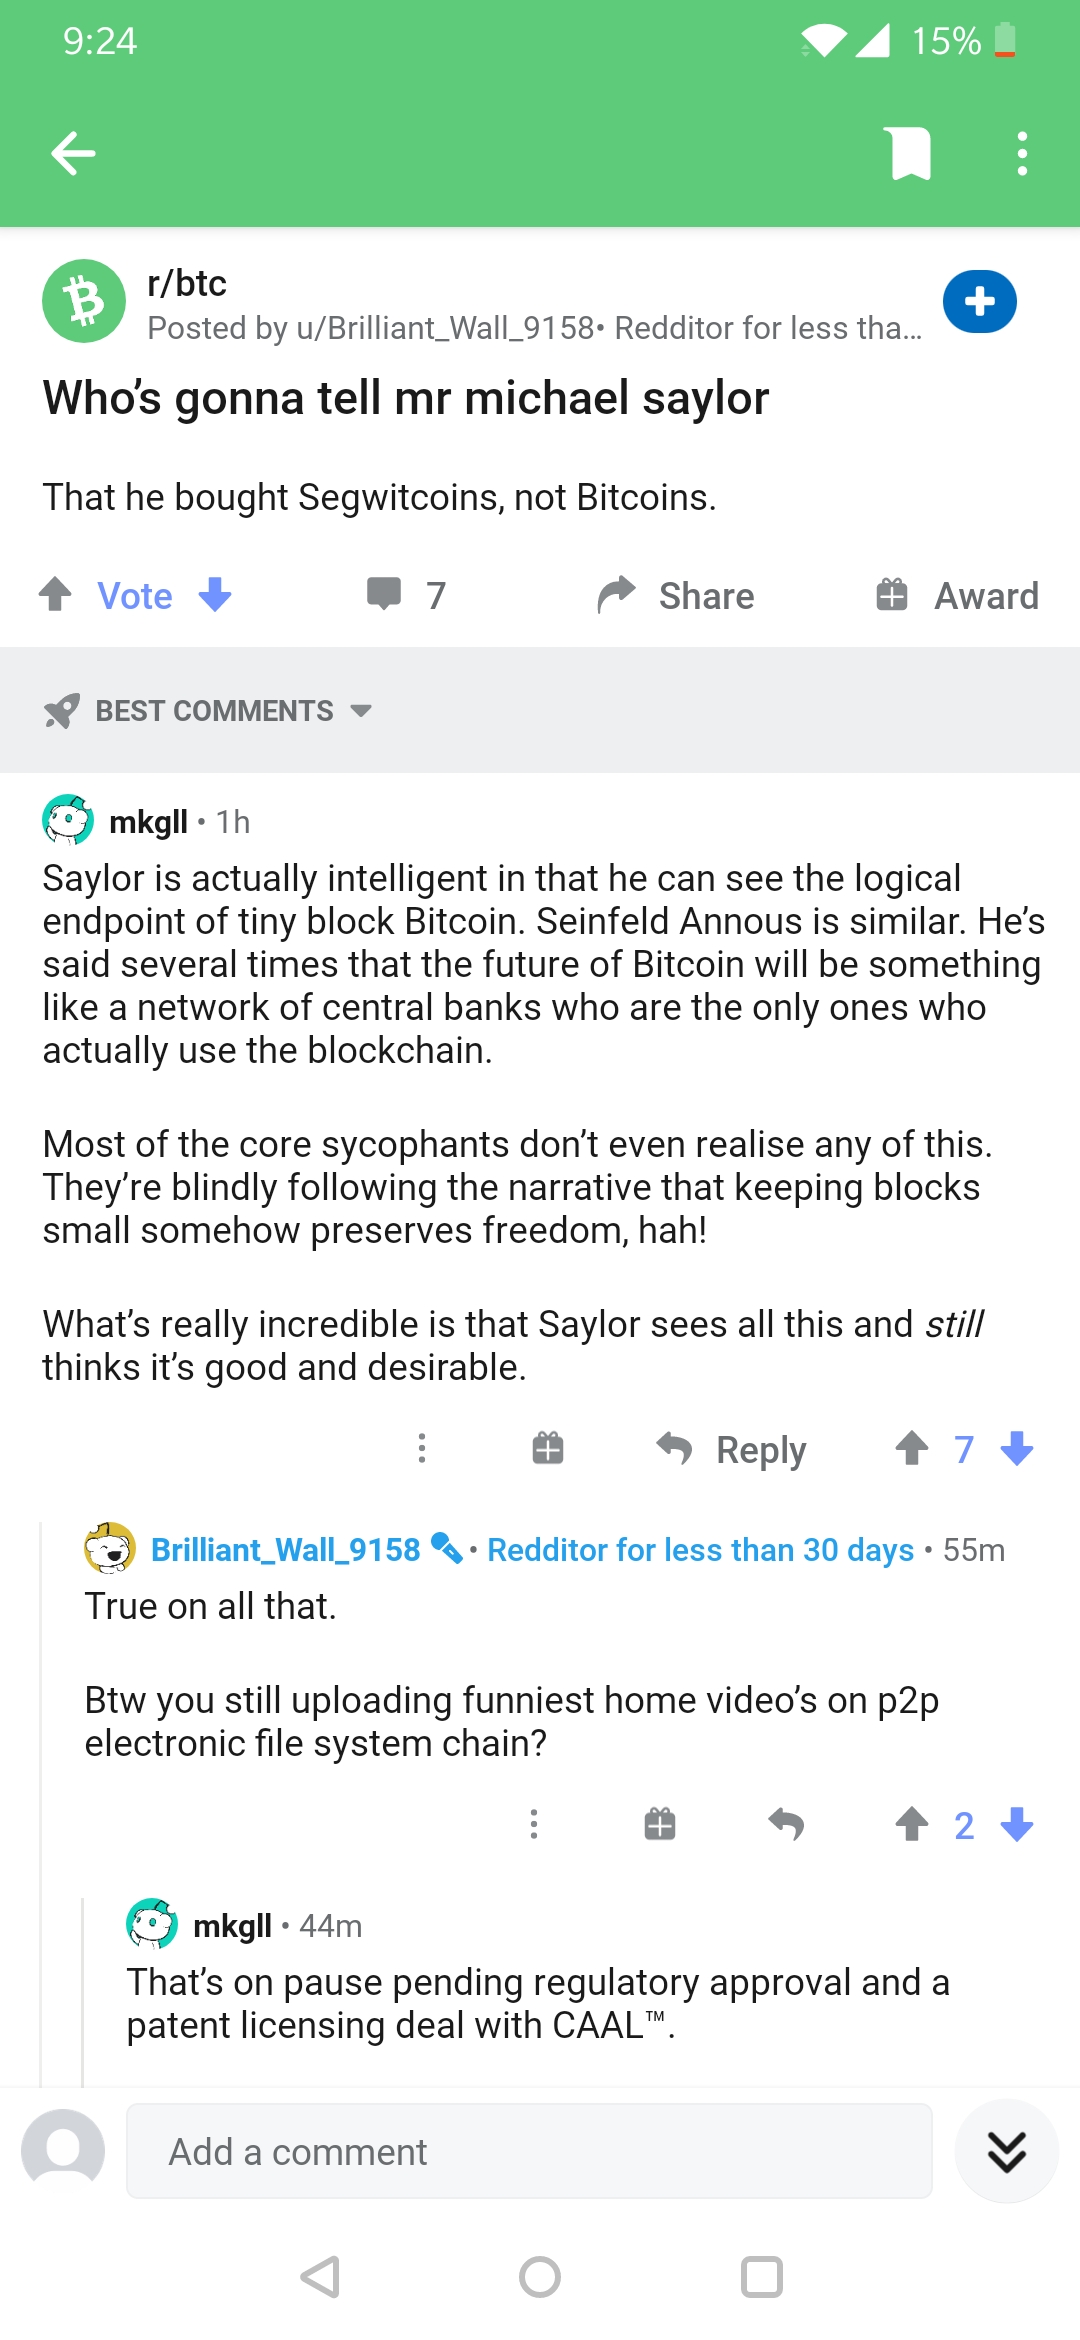 9:24
15%
r/btc
Posted by u/Brilliant_Wall_9158• Redditor for less tha...
Who’s gonna tell mr michael saylor
That he bought Segwitcoins, not Bitcoins.
Vote 7 Share Award
BEST COMMENTS
mkgll • 1h
Saylor is actually intelligent in that he can see the logical
endpoint of tiny block Bitcoin. Seinfeld Annous is similar. He’s
said several times that the future of Bitcoin will be something
like a network of central banks who are the only ones who
actually use the blockchain.
Most of the core sycophants don’t even realise any of this.
They’re blindly following the narrative that keeping blocks
small somehow preserves freedom, hah!
What’s really incredible is that Saylor sees all this and still
thinks it’s good and desirable.
Reply 7
Brilliant_Wall_9158 • Redditor for less than 30 days • 55m
True on all that.
Btw you still uploading funniest home video’s on p2p
electronic file system chain?
2
mkgll • 44m
That’s on pause pending regulatory approval and a
patent licensing deal with CAAL™.
Add a comment